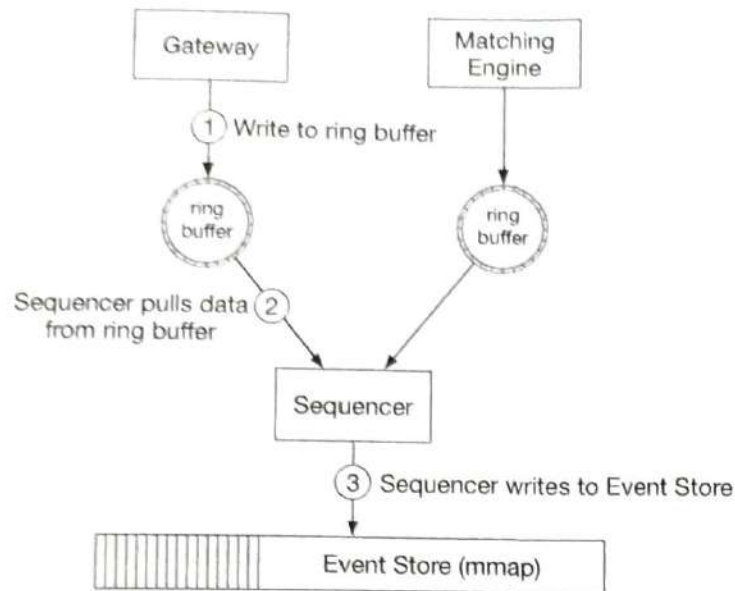 Gateway
Matching
Engine
1 Write to ring buffer
ring
buffer
ring
buffer
Sequencer pulls data
from ring buffer
2
Sequencer
3 Sequencer writes to Event Store
Event Store (mmap)